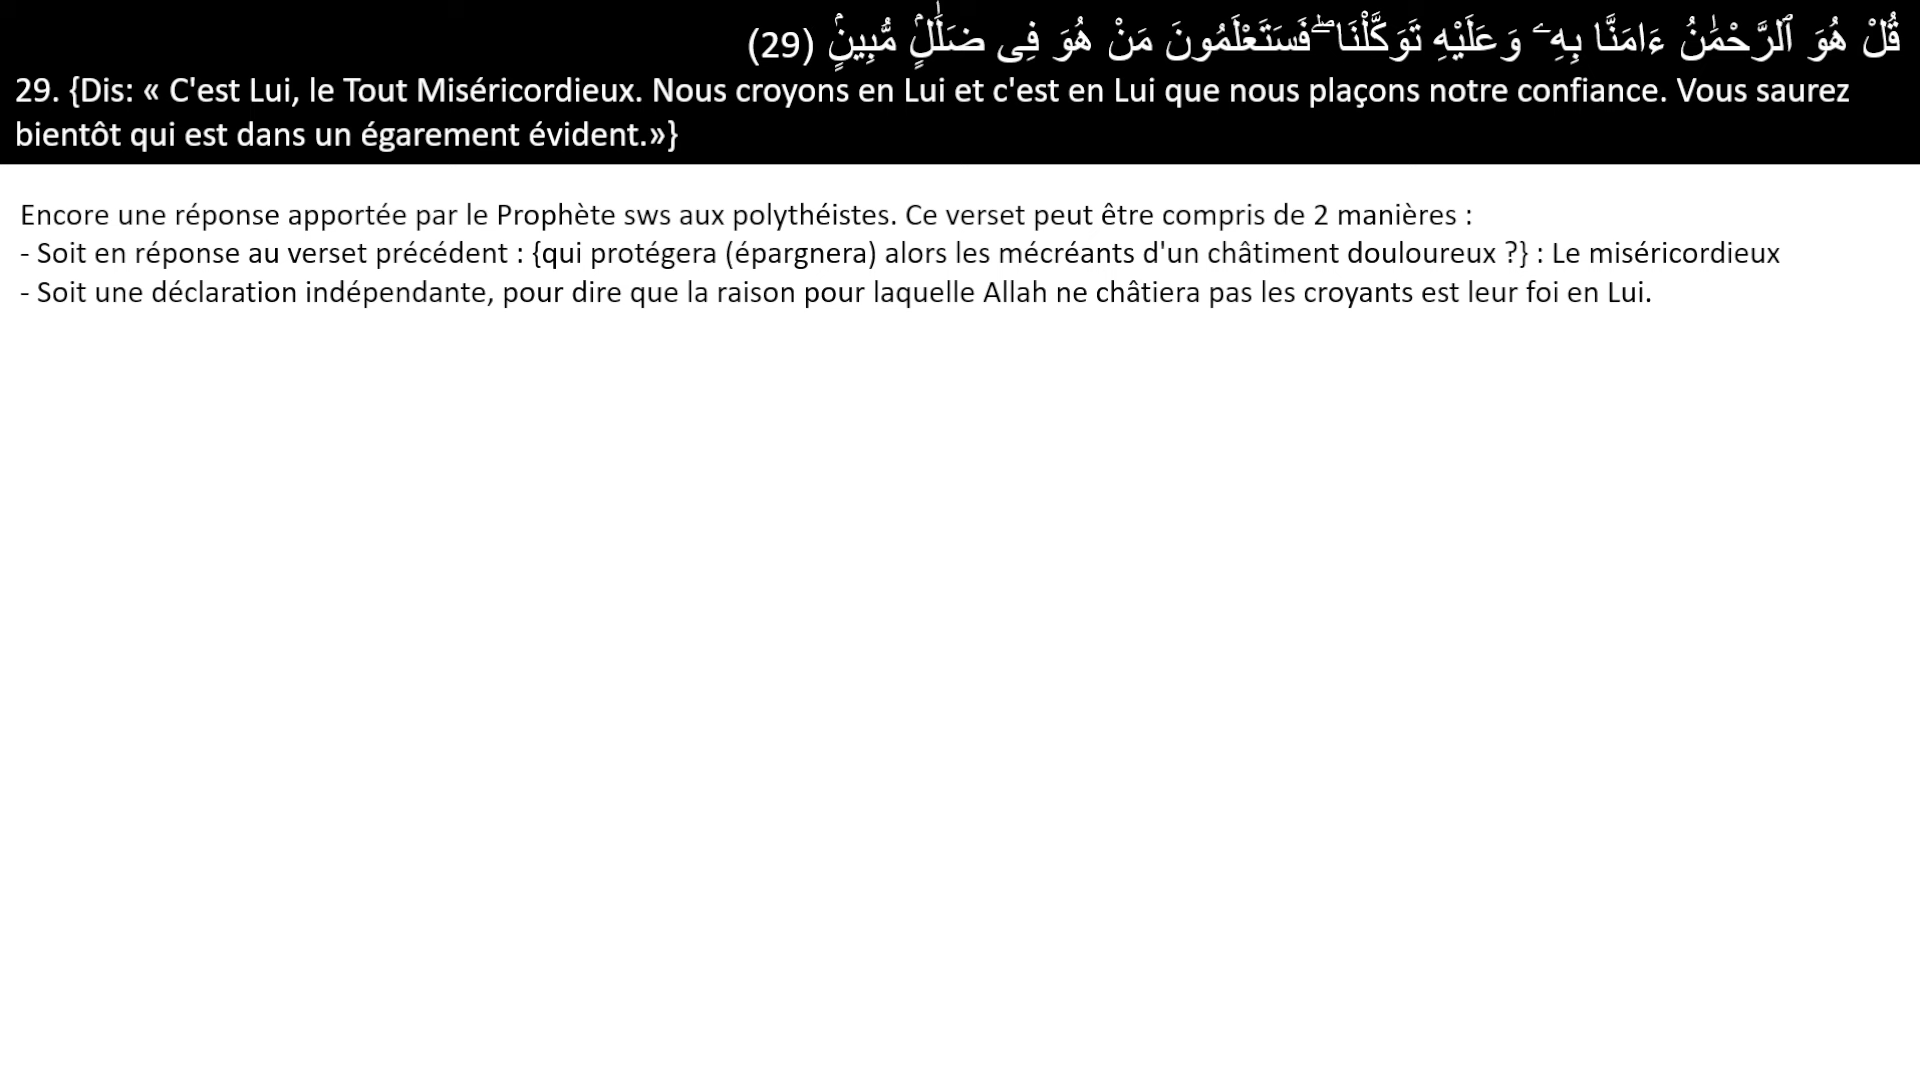 قُلْ هُوَ ٱلرَّحْمَٰنُ ءَامَنَّا بِهِۦ وَعَلَيْهِ تَوَكَّلْنَا ۖ فَسَتَعْلَمُونَ مَنْ هُوَ فِى ضَلَٰلٍۢ مُّبِينٍۢ (29)
29. {Dis: « C'est Lui, le Tout Miséricordieux. Nous croyons en Lui et c'est en Lui que nous plaçons notre confiance. Vous saurez
bientôt qui est dans un égarement évident.»}
Encore une réponse apportée par le Prophète sws aux polythéistes. Ce verset peut être compris de 2 manières :
- Soit en réponse au verset précédent : {qui protégera (épargnera) alors les mécréants d'un châtiment douloureux ?} : Le miséricordieux
- Soit une déclaration indépendante, pour dire que la raison pour laquelle Allah ne châtiera pas les croyants est leur foi en Lui.